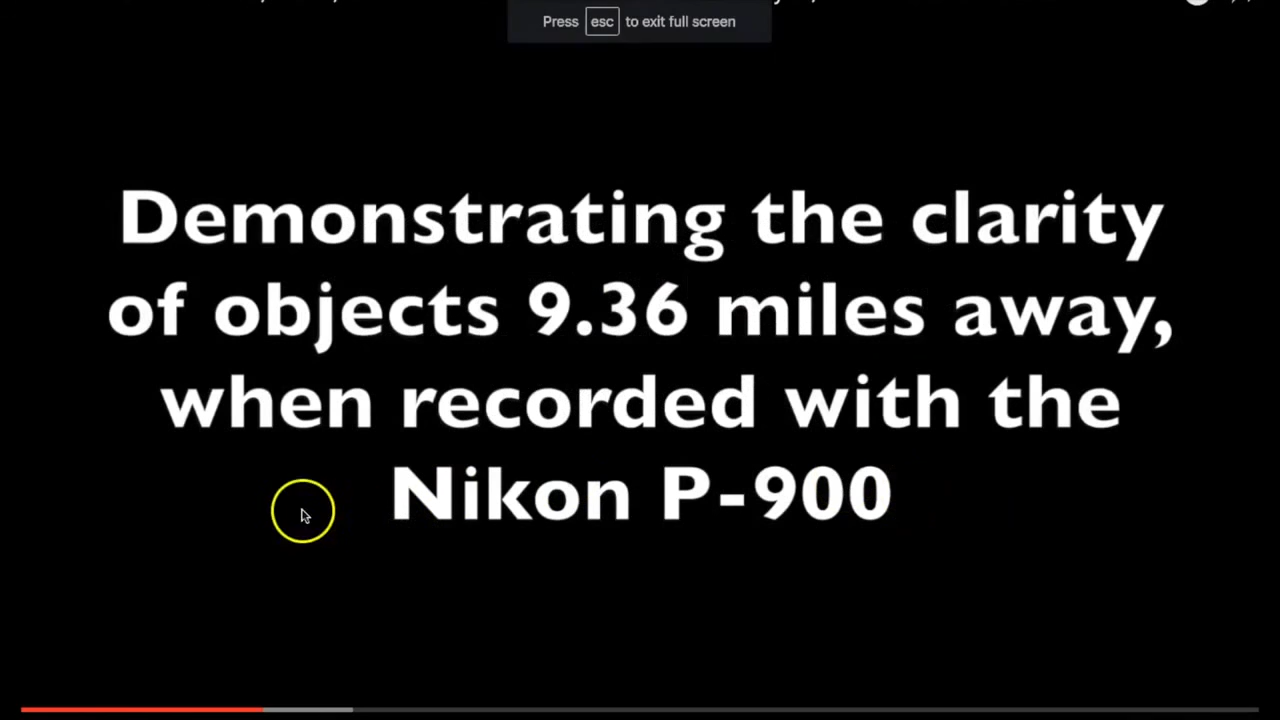 Press esc to exit full screen
Demonstrating the clarity
of objects 9.36 miles away,
when recorded with the
Nikon P-900